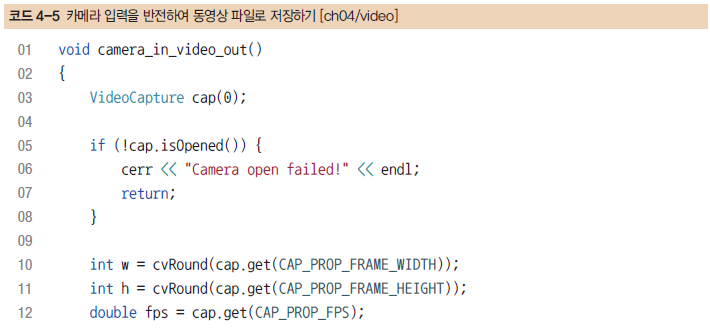 코드 4-5 카메라 입력을 반전하여 동영상 파일로 저장하기 [ch04/video]
01 void camera_in_video_out()
02 {
03     VideoCapture cap(0);
04
05     if (!cap.isOpened()) {
06         cerr << "Camera open failed!" << endl;
07         return;
08     }
09
10     int w = cvRound(cap.get(CAP_PROP_FRAME_WIDTH));
11     int h = cvRound(cap.get(CAP_PROP_FRAME_HEIGHT));
12     double fps = cap.get(CAP_PROP_FPS);